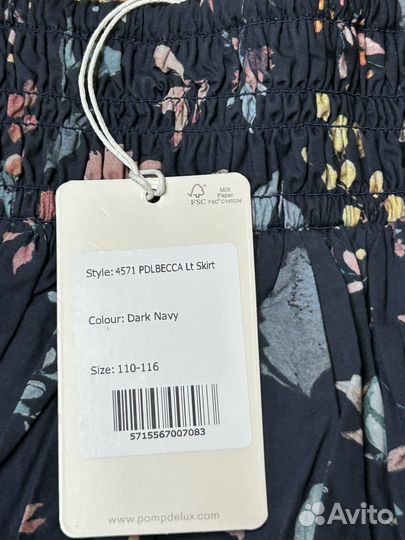 FSC
MIX
Paper
FSC® C140334
Style: 4571 PDLBECCA Lt Skirt
Colour: Dark Navy
Size: 110-116
5715567007083
www.pompdelux.com
Avito